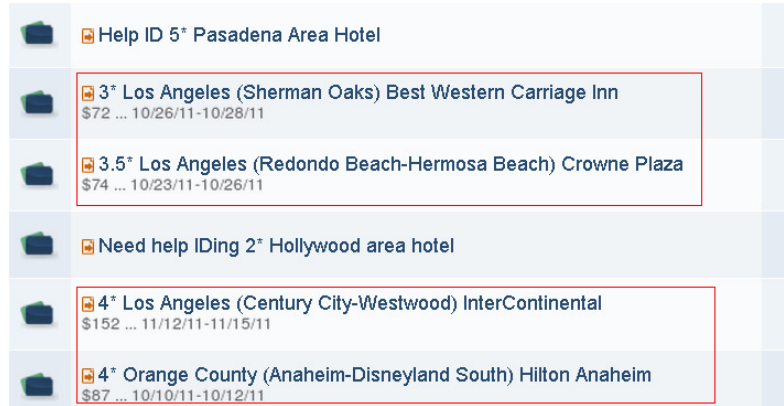 Help ID 5* Pasadena Area Hotel
3* Los Angeles (Sherman Oaks) Best Western Carriage Inn
$72 ... 10/26/11-10/28/11
3.5* Los Angeles (Redondo Beach-Hermosa Beach) Crowne Plaza
$74 ... 10/23/11-10/26/11
Need help IDing 2* Hollywood area hotel
4* Los Angeles (Century City-Westwood) InterContinental
$152 ... 11/12/11-11/15/11
4* Orange County (Anaheim-Disneyland South) Hilton Anaheim
$87 ... 10/10/11-10/12/11